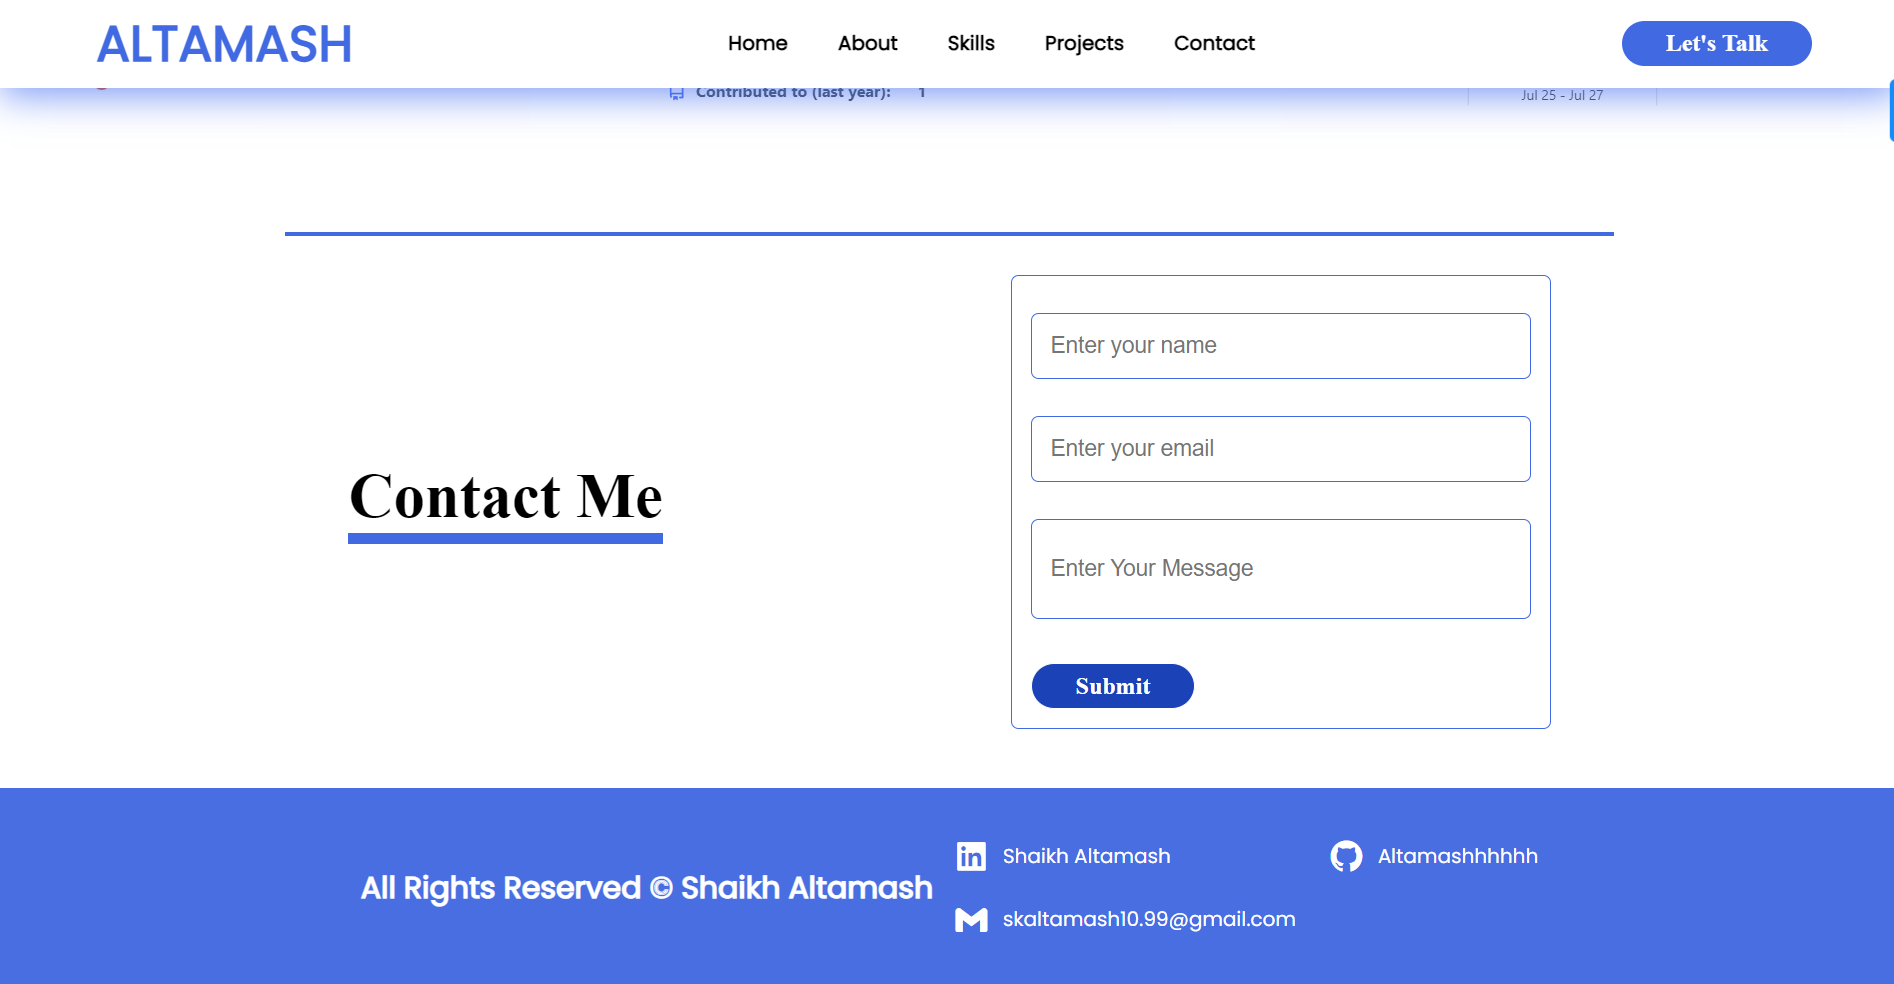 ALTAMASH
Home About Skills Projects Contact
Let's Talk
Contributed to (last year): 1
Jul 25 - Jul 27
Contact Me
Enter your name
Enter your email
Enter Your Message
Submit
All Rights Reserved © Shaikh Altamash
Shaikh Altamash
Altamashhhhhh
skaltamash10.99@gmail.com